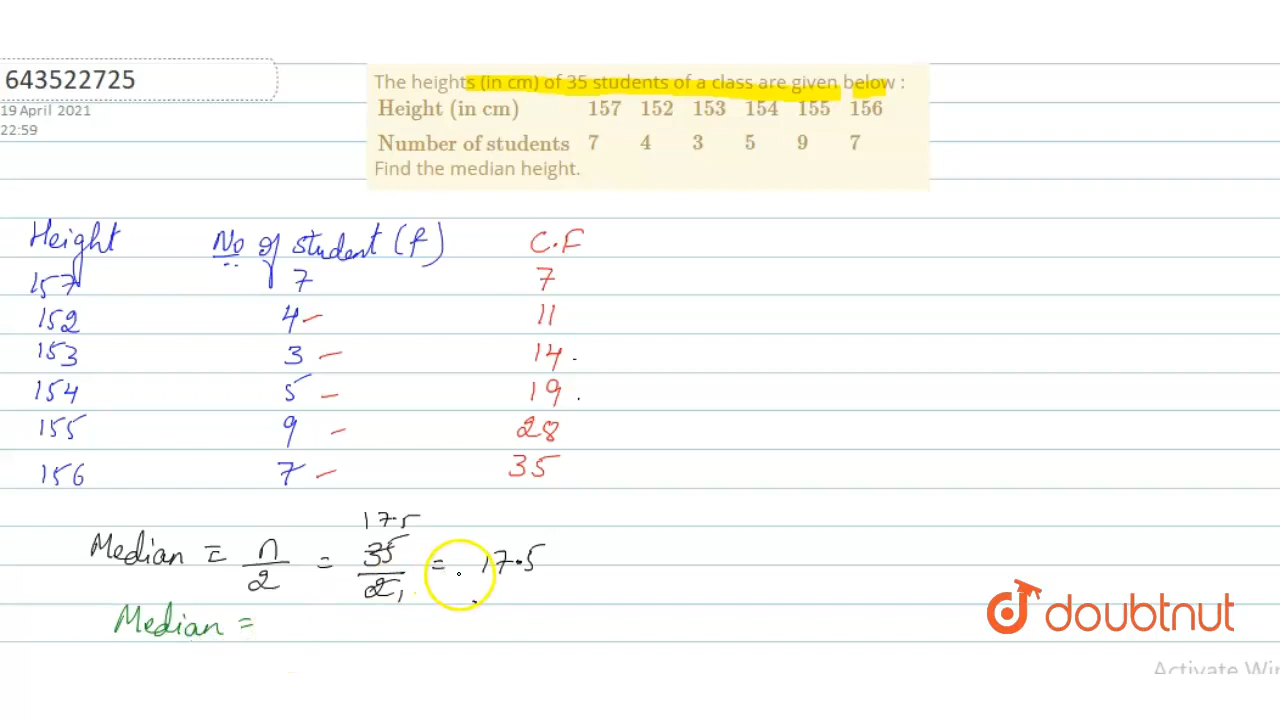 643522725
19 April 2021
22:59
The heights (in cm) of 35 students of a class are given below :
Height (in cm) 157 152 153 154 155 156
Number of students 7 4 3 5 9 7
Find the median height.
Height No of student (f) C.F
157 7 7
152 4 – 11
153 3 – 14 .
154 5 – 19 .
155 9 – 28
156 7 – 35
17.5
Median = n/2 = 35/2 = 17.5
Median =
doubtnut
Activate Win